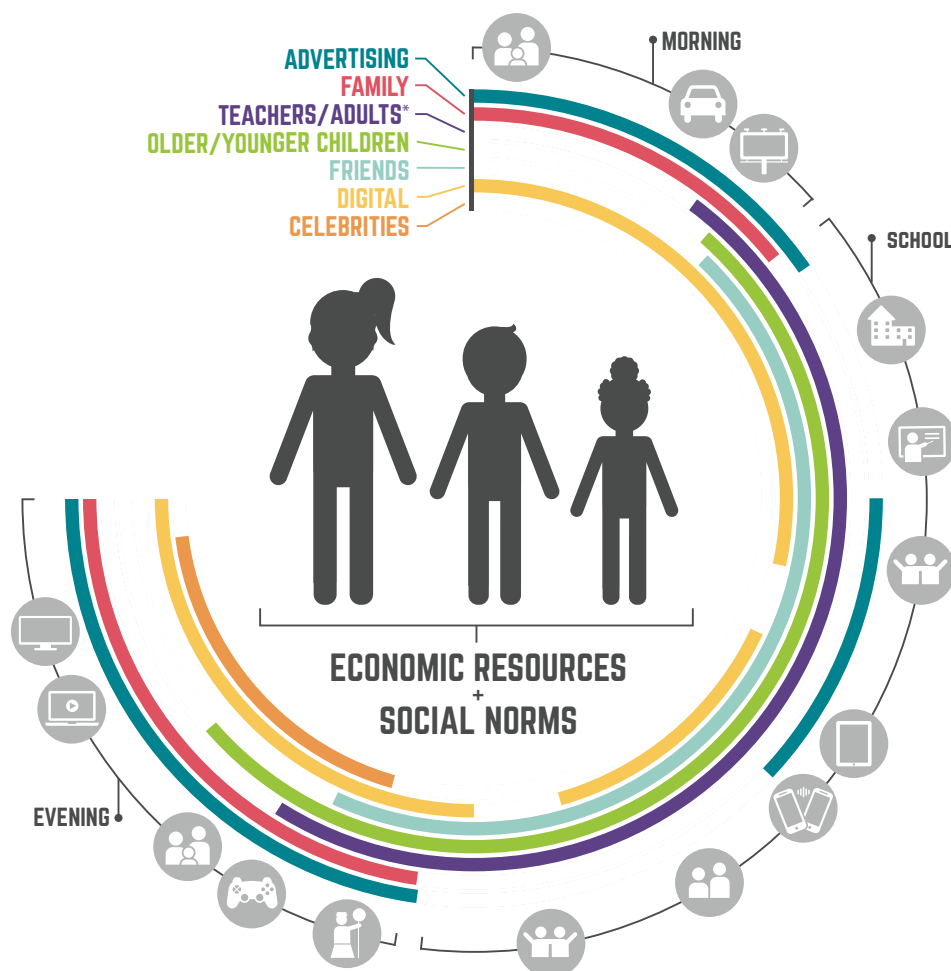 ADVERTISING
FAMILY
TEACHERS/ADULTS*
OLDER/YOUNGER CHILDREN
FRIENDS
DIGITAL
CELEBRITIES
MORNING
SCHOOL
ECONOMIC RESOURCES
+
SOCIAL NORMS
EVENING